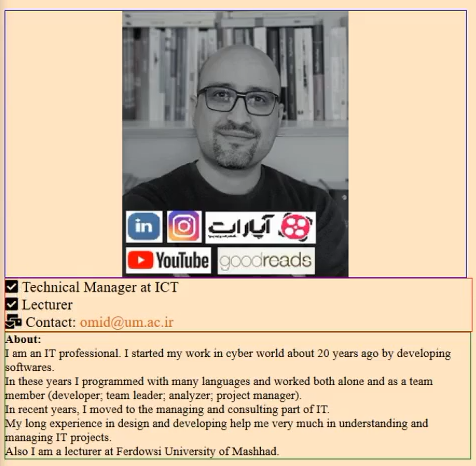 in
آپارات
YouTube
goodreads
Technical Manager at ICT
Lecturer
Contact: omid@um.ac.ir
About:
I am an IT professional. I started my work in cyber world about 20 years ago by developing
softwares.
In these years I programmed with many languages and worked both alone and as a team
member (developer; team leader; analyzer; project manager).
In recent years, I moved to the managing and consulting part of IT.
My long experience in design and developing help me very much in understanding and
managing IT projects.
Also I am a lecturer at Ferdowsi University of Mashhad.